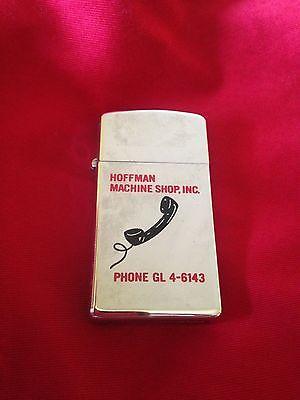 HOFFMAN
MACHINE SHOP, INC.
PHONE GL 4-6143